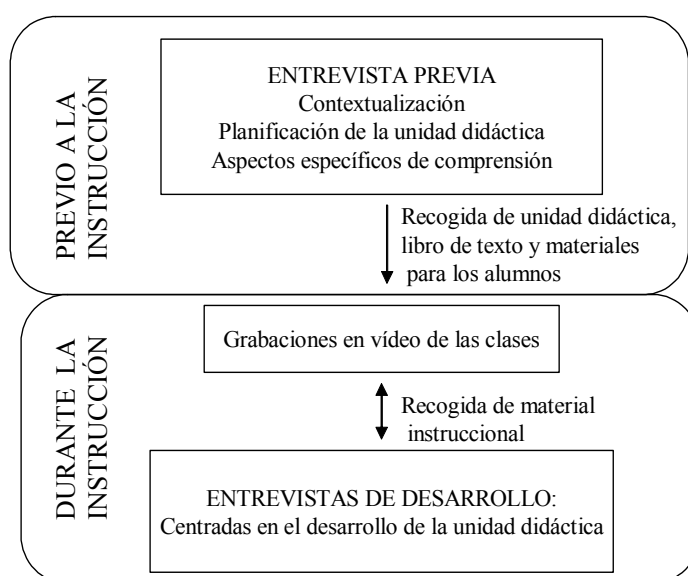 PREVIO A LA
INSTRUCCIÓN
ENTREVISTA PREVIA
Contextualización
Planificación de la unidad didáctica
Aspectos específicos de comprensión
Recogida de unidad didáctica,
libro de texto y materiales
para los alumnos
DURANTE LA
INSTRUCCIÓN
Grabaciones en vídeo de las clases
Recogida de material
instruccional
ENTREVISTAS DE DESARROLLO:
Centradas en el desarrollo de la unidad didáctica